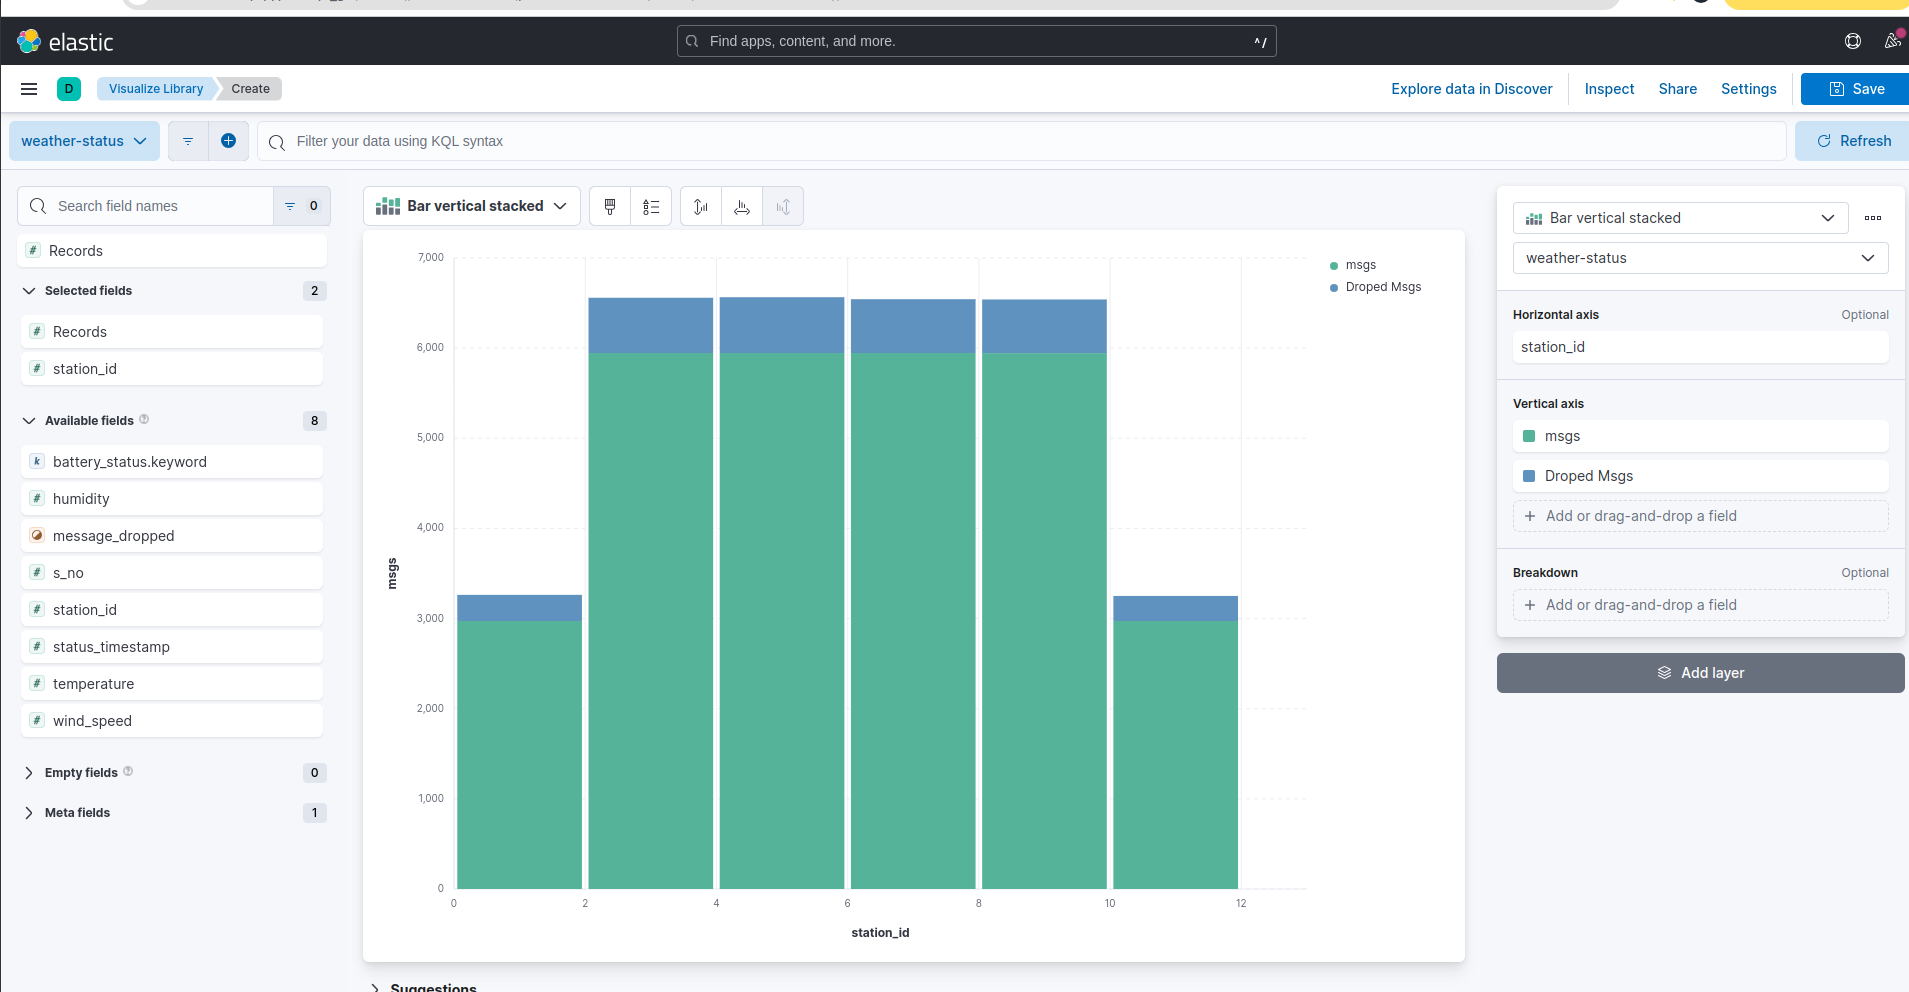 elastic
Find apps, content, and more.
^/
D
Visualize Library
Create
Explore data in Discover
Inspect
Share
Settings
Save
weather-status
Filter your data using KQL syntax
Refresh
Search field names
0
Records
Selected fields
2
Records
station_id
Available fields
8
battery_status.keyword
humidity
message_dropped
s_no
station_id
status_timestamp
temperature
wind_speed
Empty fields
0
Meta fields
1
Bar vertical stacked
7,000
6,000
5,000
4,000
3,000
2,000
1,000
0
msgs
0 2 4 6 8 10 12
station_id
msgs
Droped Msgs
Suggestions
Bar vertical stacked
weather-status
Horizontal axis
Optional
station_id
Vertical axis
msgs
Droped Msgs
Add or drag-and-drop a field
Breakdown
Optional
Add or drag-and-drop a field
Add layer